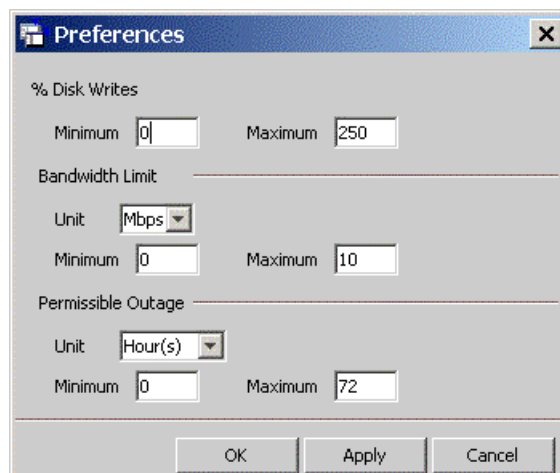 Preferences
% Disk Writes
Minimum 0 Maximum 250
Bandwidth Limit
Unit Mbps
Minimum 0 Maximum 10
Permissible Outage
Unit Hour(s)
Minimum 0 Maximum 72
OK Apply Cancel